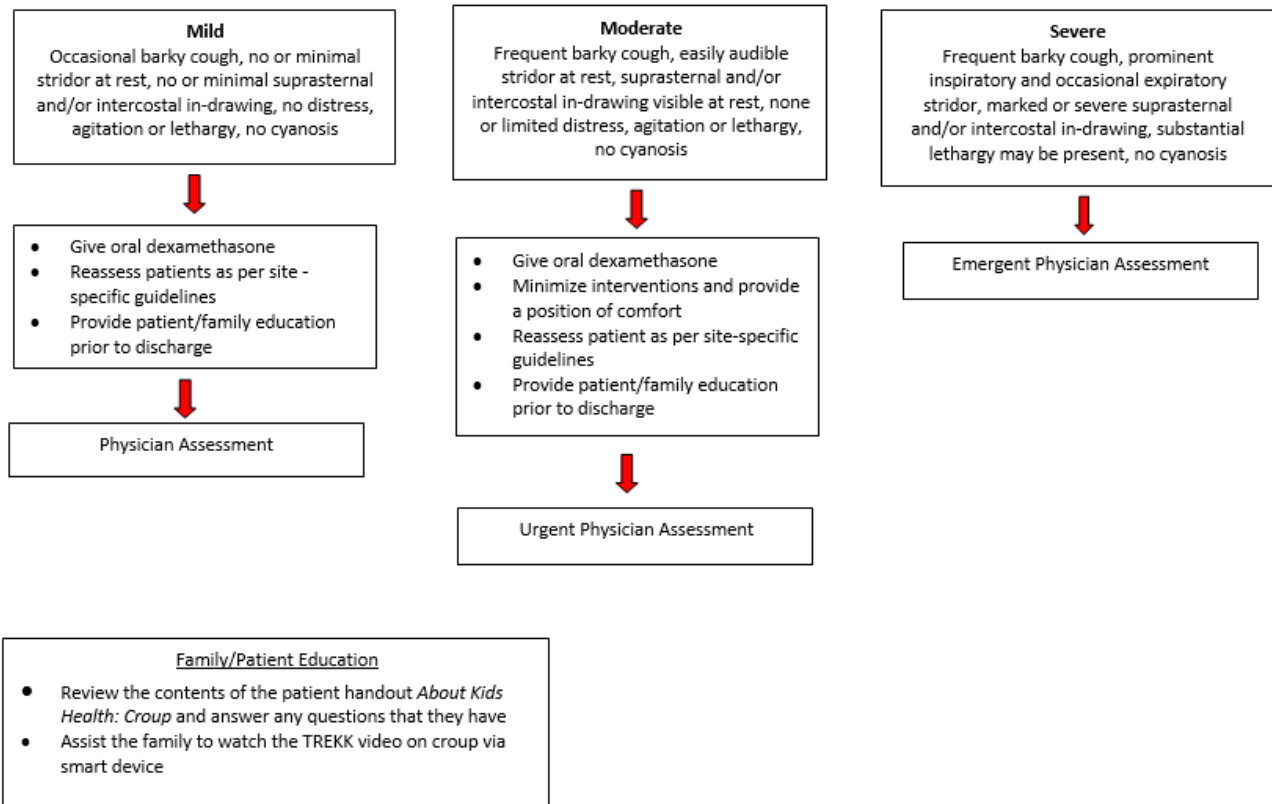 Mild
Occasional barky cough, no or minimal
stridor at rest, no or minimal suprasternal
and/or intercostal in-drawing, no distress,
agitation or lethargy, no cyanosis
• Give oral dexamethasone
• Reassess patients as per site -
specific guidelines
• Provide patient/family education
prior to discharge
Physician Assessment
Moderate
Frequent barky cough, easily audible
stridor at rest, suprasternal and/or
intercostal in-drawing visible at rest, none
or limited distress, agitation or lethargy,
no cyanosis
• Give oral dexamethasone
• Minimize interventions and provide
a position of comfort
• Reassess patient as per site-specific
guidelines
• Provide patient/family education
prior to discharge
Urgent Physician Assessment
Severe
Frequent barky cough, prominent
inspiratory and occasional expiratory
stridor, marked or severe suprasternal
and/or intercostal in-drawing, substantial
lethargy may be present, no cyanosis
Emergent Physician Assessment
Family/Patient Education
• Review the contents of the patient handout About Kids
Health: Croup and answer any questions that they have
• Assist the family to watch the TREKK video on croup via
smart device